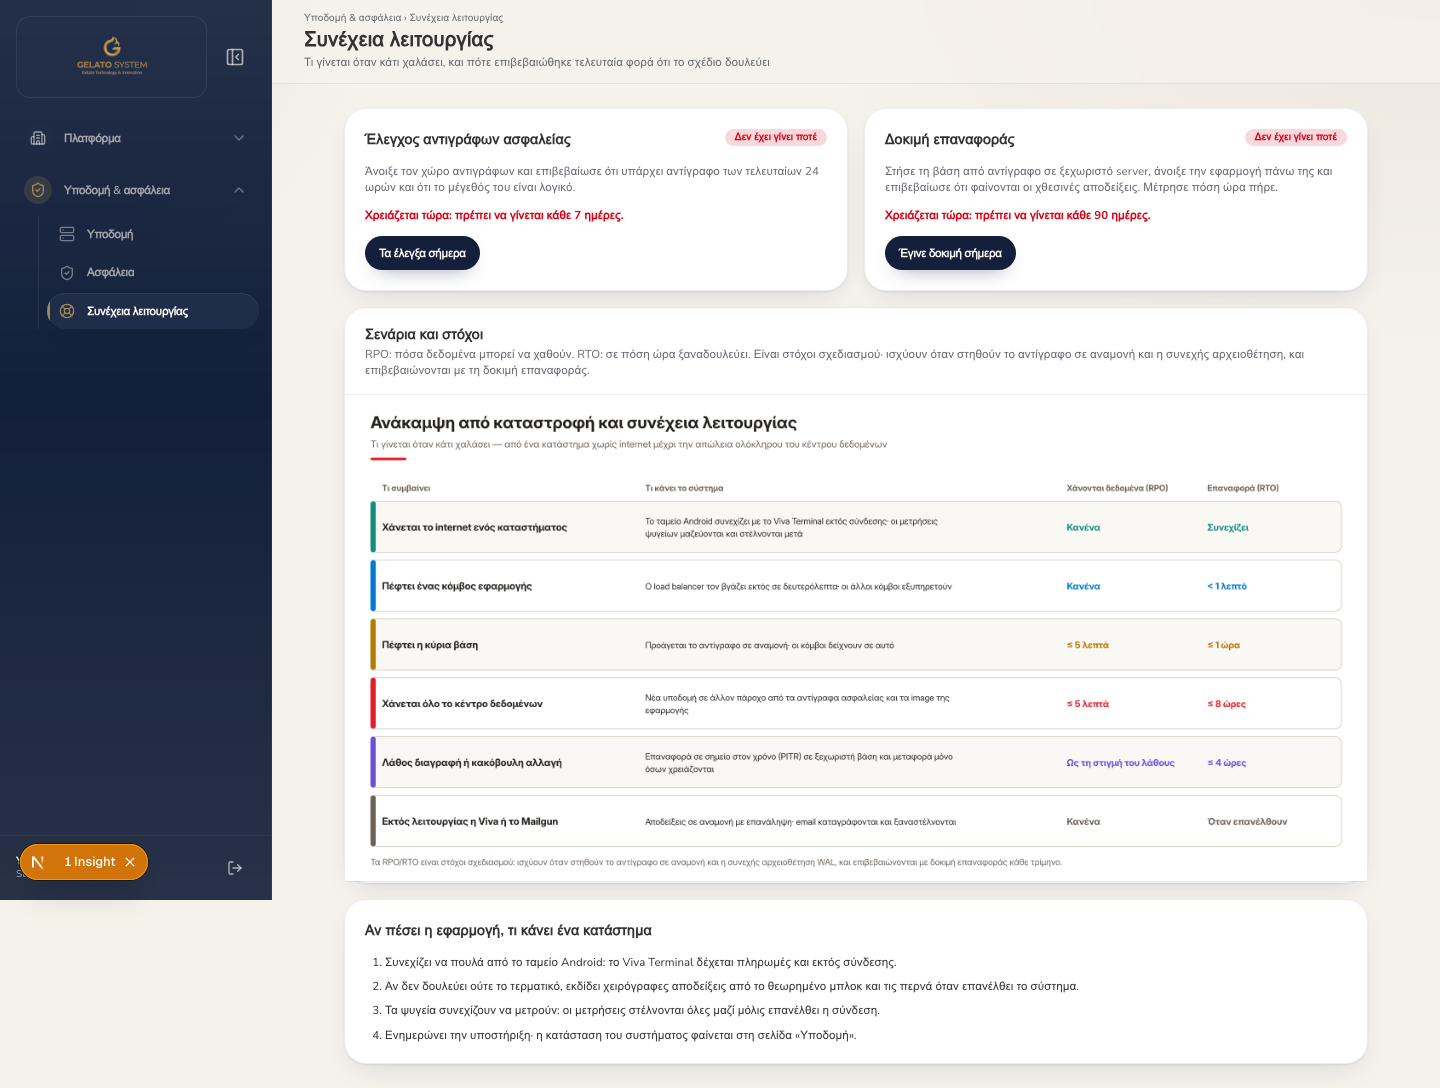 GELATO SYSTEM
Gelato Technology & Innovation
Πλατφόρμα
Υποδομή & ασφάλεια
Υποδομή
Ασφάλεια
Συνέχεια λειτουργίας
1 Insight
Υποδομή & ασφάλεια › Συνέχεια λειτουργίας
Συνέχεια λειτουργίας
Τι γίνεται όταν κάτι χαλάσει, και πότε επιβεβαιώθηκε τελευταία φορά ότι το σχέδιο δουλεύει
Έλεγχος αντιγράφων ασφαλείας
Δεν έχει γίνει ποτέ
Άνοιξε τον χώρο αντιγράφων και επιβεβαίωσε ότι υπάρχει αντίγραφο των τελευταίων 24
ωρών και ότι το μέγεθός του είναι λογικό.
Χρειάζεται τώρα: πρέπει να γίνεται κάθε 7 ημέρες.
Τα έλεγξα σήμερα
Δοκιμή επαναφοράς
Δεν έχει γίνει ποτέ
Στήσε τη βάση από αντίγραφο σε ξεχωριστό server, άνοιξε την εφαρμογή πάνω της και
επιβεβαίωσε ότι φαίνονται οι χθεσινές αποδείξεις. Μέτρησε πόση ώρα πήρε.
Χρειάζεται τώρα: πρέπει να γίνεται κάθε 90 ημέρες.
Έγινε δοκιμή σήμερα
Σενάρια και στόχοι
RPO: πόσα δεδομένα μπορεί να χαθούν. RTO: σε πόση ώρα ξαναδουλεύει. Είναι στόχοι σχεδιασμού· ισχύουν όταν στηθούν το αντίγραφο σε αναμονή και η συνεχής αρχειοθέτηση, και
επιβεβαιώνονται με τη δοκιμή επαναφοράς.
Ανάκαμψη από καταστροφή και συνέχεια λειτουργίας
Τι γίνεται όταν κάτι χαλάσει — από ένα κατάστημα χωρίς internet μέχρι την απώλεια ολόκληρου του κέντρου δεδομένων
Τι συμβαίνει
Τι κάνει το σύστημα
Χάνονται δεδομένα (RPO)
Επαναφορά (RTO)
Χάνεται το internet ενός καταστήματος
Το ταμείο Android συνεχίζει με το Viva Terminal εκτός σύνδεσης· οι μετρήσεις
ψυγείων μαζεύονται και στέλνονται μετά
Κανένα
Συνεχίζει
Πέφτει ένας κόμβος εφαρμογής
Ο load balancer τον βγάζει εκτός σε δευτερόλεπτα· οι άλλοι κόμβοι εξυπηρετούν
Κανένα
< 1 λεπτό
Πέφτει η κύρια βάση
Προάγεται το αντίγραφο σε αναμονή· οι κόμβοι δείχνουν σε αυτό
≤ 5 λεπτά
≤ 1 ώρα
Χάνεται όλο το κέντρο δεδομένων
Νέα υποδομή σε άλλον πάροχο από τα αντίγραφα ασφαλείας και τα image της
εφαρμογής
≤ 5 λεπτά
≤ 8 ώρες
Λάθος διαγραφή ή κακόβουλη αλλαγή
Επαναφορά σε σημείο στον χρόνο (PITR) σε ξεχωριστή βάση και μεταφορά μόνο
όσων χρειάζονται
Ως τη στιγμή του λάθους
≤ 4 ώρες
Εκτός λειτουργίας η Viva ή το Mailgun
Αποδείξεις σε αναμονή με επανάληψη· email καταγράφονται και ξαναστέλνονται
Κανένα
Όταν επανέλθουν
Τα RPO/RTO είναι στόχοι σχεδιασμού: ισχύουν όταν στηθούν το αντίγραφο σε αναμονή και η συνεχής αρχειοθέτηση WAL, και επιβεβαιώνονται με δοκιμή επαναφοράς κάθε τρίμηνο.
Αν πέσει η εφαρμογή, τι κάνει ένα κατάστημα
1. Συνεχίζει να πουλά από το ταμείο Android: το Viva Terminal δέχεται πληρωμές και εκτός σύνδεσης.
2. Αν δεν δουλεύει ούτε το τερματικό, εκδίδει χειρόγραφες αποδείξεις από το θεωρημένο μπλοκ και τις περνά όταν επανέλθει το σύστημα.
3. Τα ψυγεία συνεχίζουν να μετρούν: οι μετρήσεις στέλνονται όλες μαζί μόλις επανέλθει η σύνδεση.
4. Ενημερώνει την υποστήριξη· η κατάσταση του συστήματος φαίνεται στη σελίδα «Υποδομή».